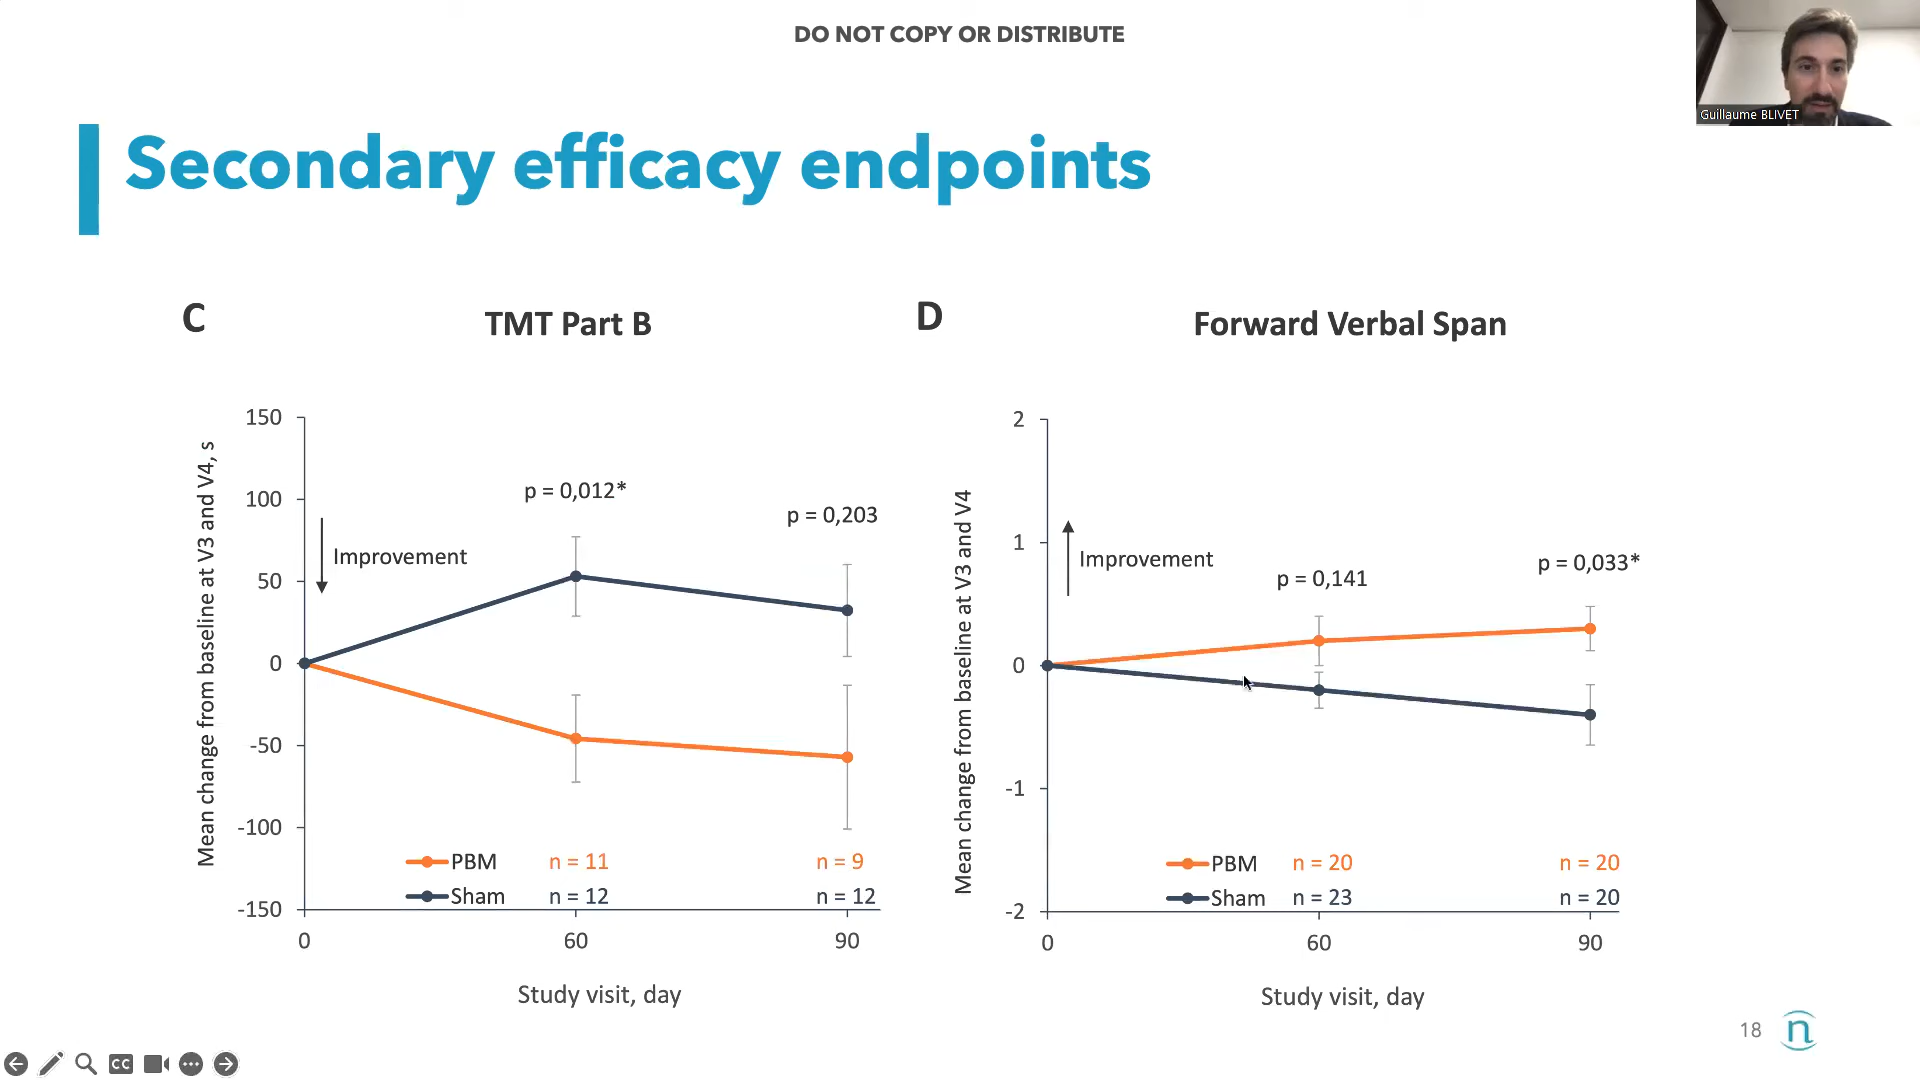 DO NOT COPY OR DISTRIBUTE
Guillaume BLIVET
Secondary efficacy endpoints
C
TMT Part B
Mean change from baseline at V3 and V4, s
150
100
50
0
-50
-100
-150
Improvement
p = 0,012*
p = 0,203
PBM n = 11 n = 9
Sham n = 12 n = 12
0 60 90
Study visit, day
D
Forward Verbal Span
Mean change from baseline at V3 and V4
2
1
0
-1
-2
Improvement
p = 0,141
p = 0,033*
PBM n = 20 n = 20
Sham n = 23 n = 20
0 60 90
Study visit, day
18 n
CC